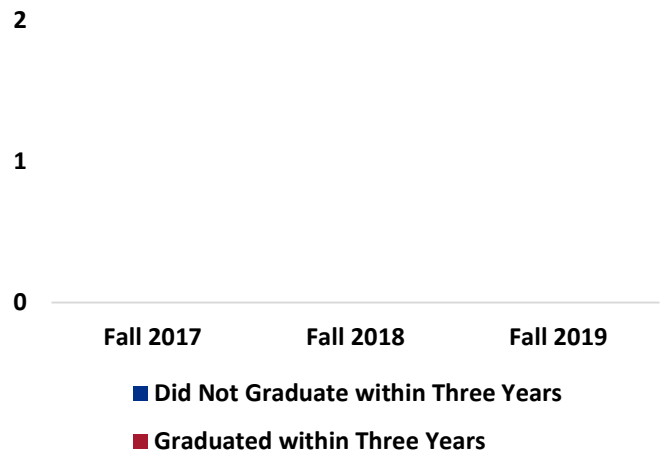 2
1
0
Fall 2017 Fall 2018 Fall 2019
Did Not Graduate within Three Years
Graduated within Three Years